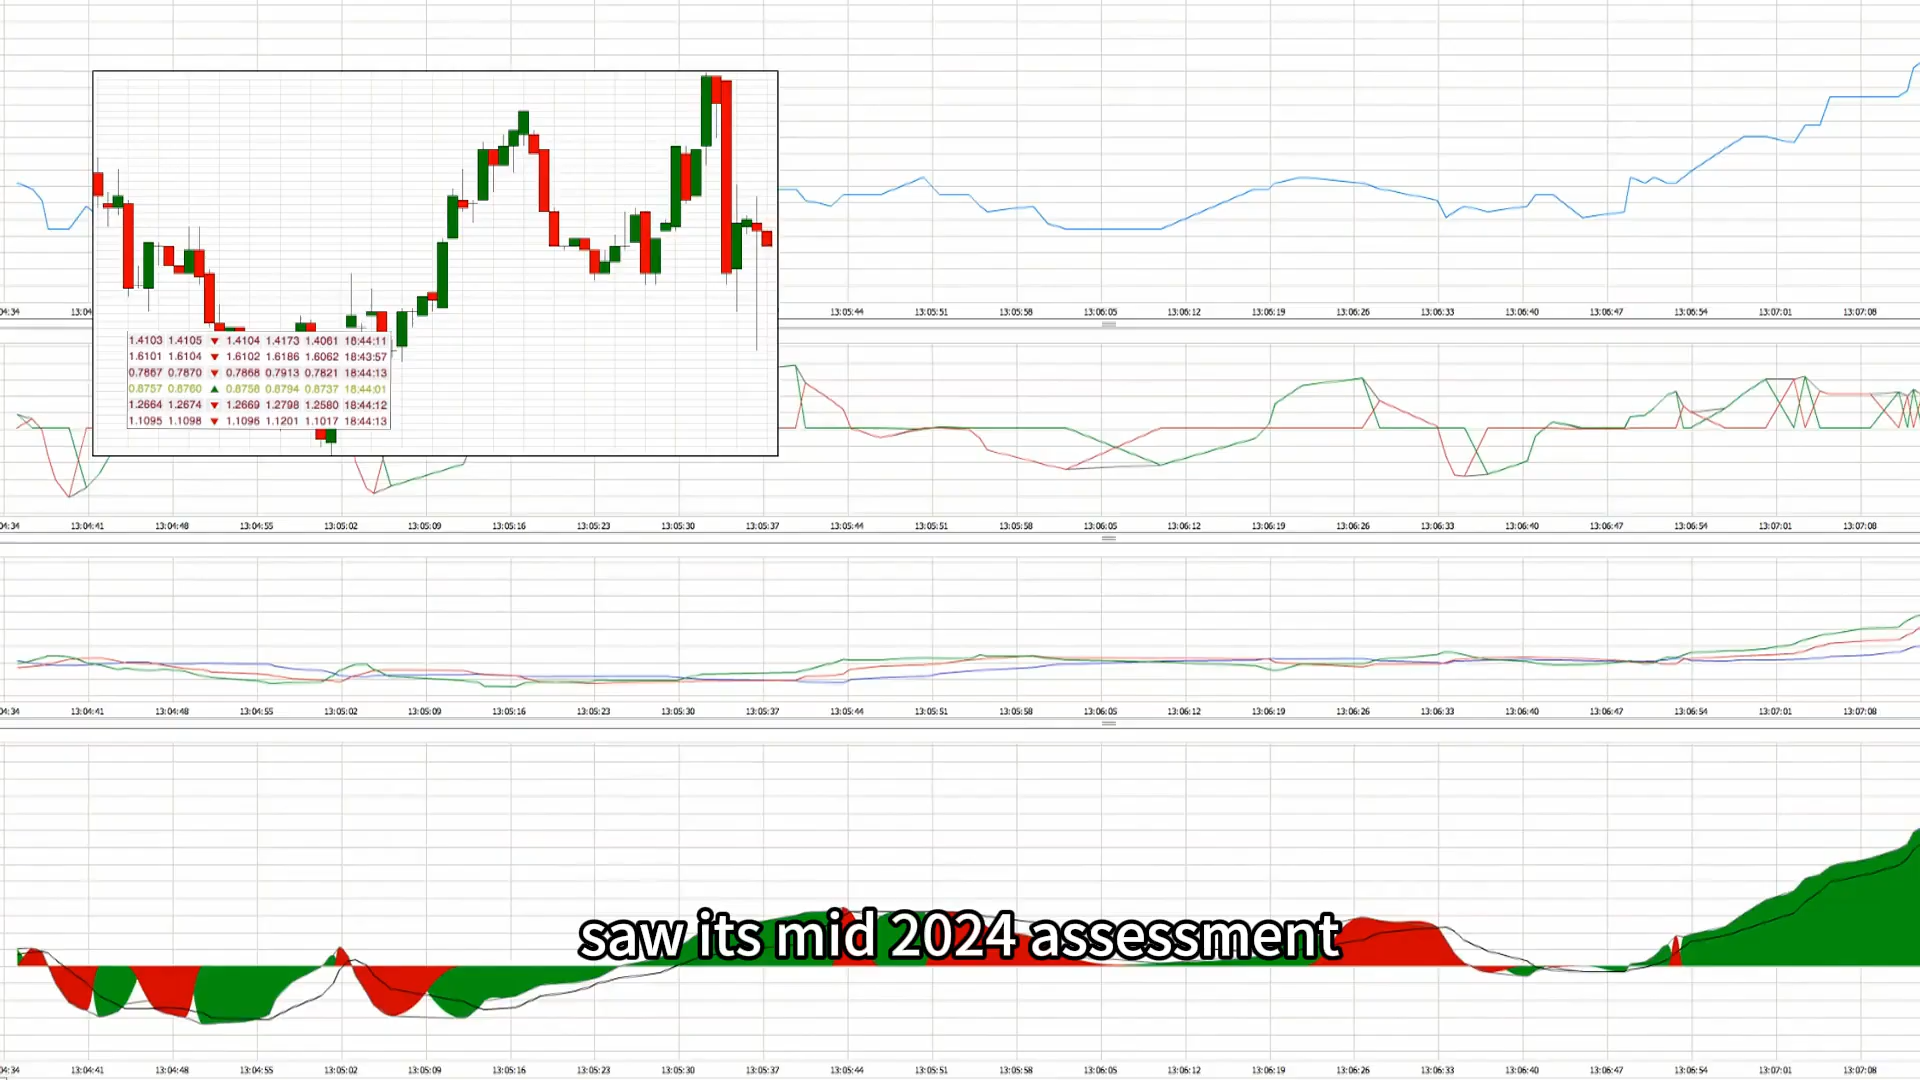 1.4103 1.4105 ▼ 1.4104 1.4173 1.4061 18:44:11
1.6101 1.6104 ▼ 1.6102 1.6186 1.6062 18:43:57
0.7867 0.7870 ▼ 0.7868 0.7913 0.7821 18:44:13
0.8757 0.8760 ▲ 0.8758 0.8794 0.8737 18:44:01
1.2664 1.2674 ▼ 1.2669 1.2798 1.2580 18:44:12
1.1095 1.1098 ▼ 1.1096 1.1201 1.1017 18:44:13
04:34 13:04 13:05:44 13:05:51 13:05:58 13:06:05 13:06:12 13:06:19 13:06:26 13:06:33 13:06:40 13:06:47 13:06:54 13:07:01 13:07:08
04:34 13:04:41 13:04:48 13:04:55 13:05:02 13:05:09 13:05:16 13:05:23 13:05:30 13:05:37 13:05:44 13:05:51 13:05:58 13:06:05 13:06:12 13:06:19 13:06:26 13:06:33 13:06:40 13:06:47 13:06:54 13:07:01 13:07:08
04:34 13:04:41 13:04:48 13:04:55 13:05:02 13:05:09 13:05:16 13:05:23 13:05:30 13:05:37 13:05:44 13:05:51 13:05:58 13:06:05 13:06:12 13:06:19 13:06:26 13:06:33 13:06:40 13:06:47 13:06:54 13:07:01 13:07:08
saw its mid 2024 assessment
04:34 13:04:41 13:04:48 13:04:55 13:05:02 13:05:09 13:05:16 13:05:23 13:05:30 13:05:37 13:05:44 13:05:51 13:05:58 13:06:05 13:06:12 13:06:19 13:06:26 13:06:33 13:06:40 13:06:47 13:06:54 13:07:01 13:07:08